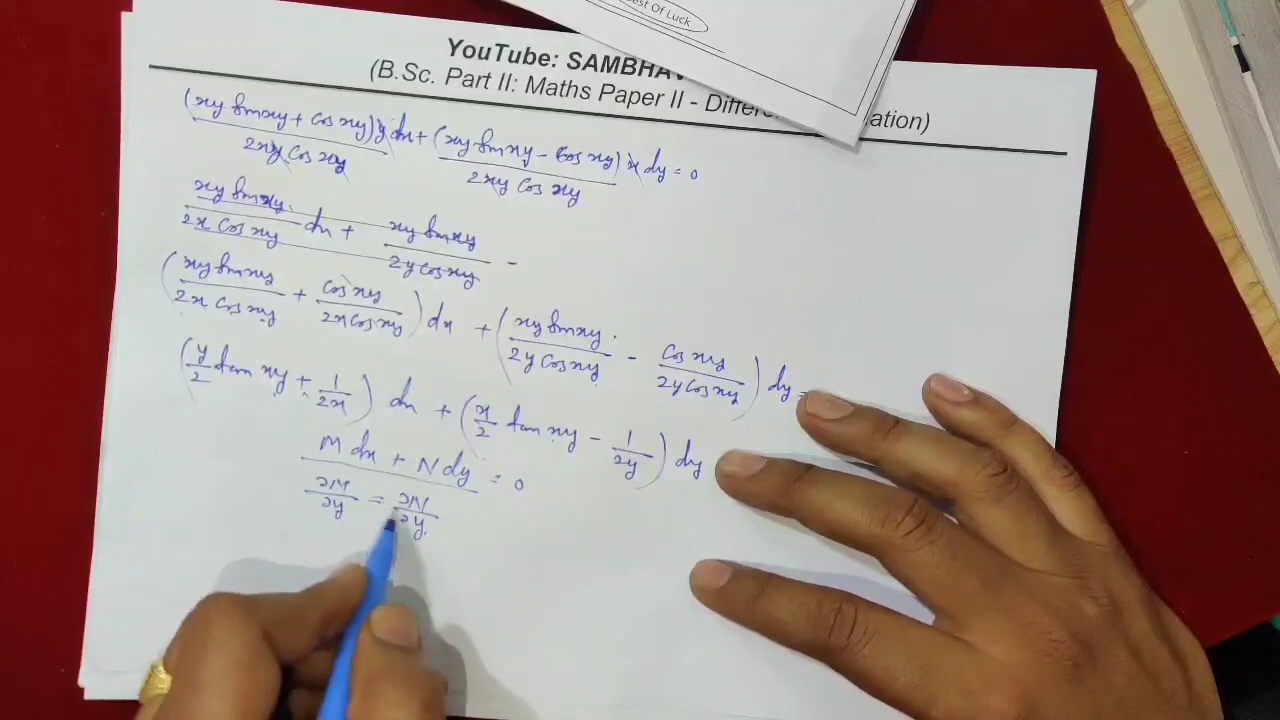 est Of Luck
YouTube: SAMBHAV
(B.Sc. Part II: Maths Paper II - Differe ation)
(xy sin xy + cos xy) y dx / 2xy cos xy + (xy sin xy - cos xy) x dy / 2xy cos xy = 0
xy sin xy / 2x cos xy dx + xy sin xy / 2y cos xy -
(xy sin xy / 2x cos xy + cos xy / 2x cos xy) dx + (xy sin xy / 2y cos xy - cos xy / 2y cos xy) dy =
(y/2 tan xy + 1/2x) dx + (x/2 tan xy - 1/2y) dy
M dx + N dy = 0
∂M/∂y = ∂N/∂y